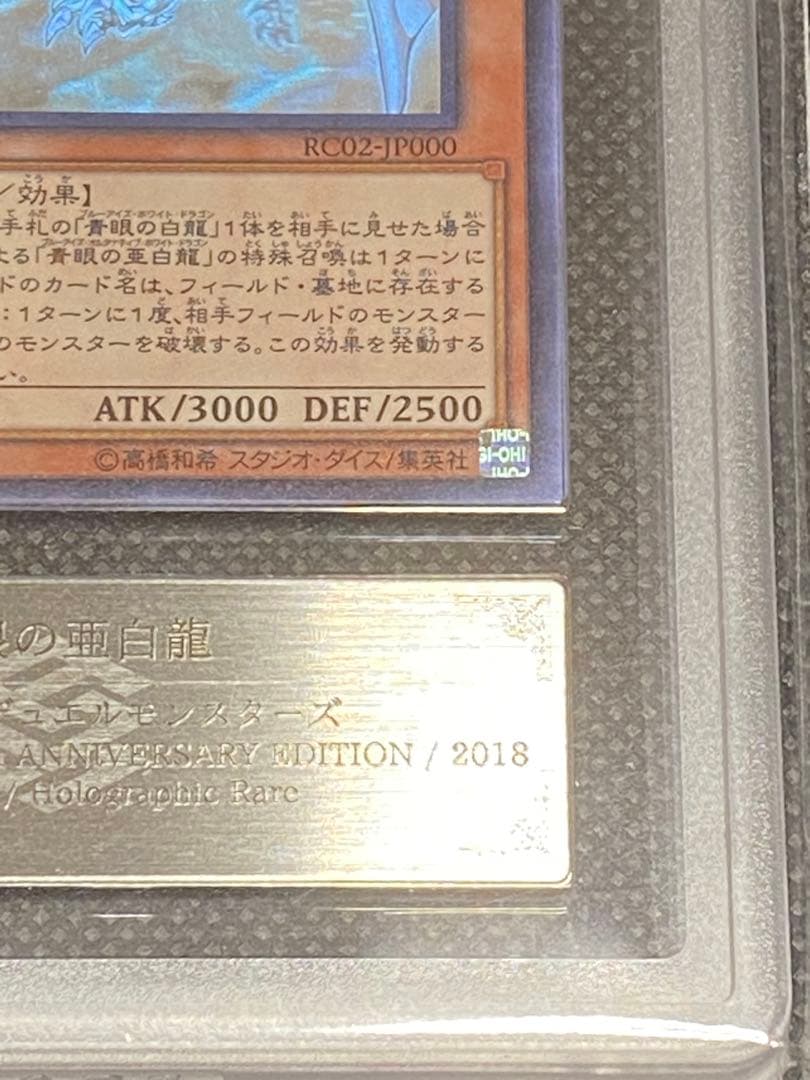 RC02-JP000
/効果】
手札の「青眼の白龍」1体を相手に見せた場合
よる「青眼の亜白龍」の特殊召喚は1ターンに
ドのカード名は、フィールド・墓地に存在する
:1ターンに1度、相手フィールドのモンスター
のモンスターを破壊する。この効果を発動する
い。
ATK/3000 DEF/2500
©高橋和希 スタジオ・ダイス/集英社
の亜白龍
デュエルモンスターズ
ANNIVERSARY EDITION / 2018
/ Holographic Rare